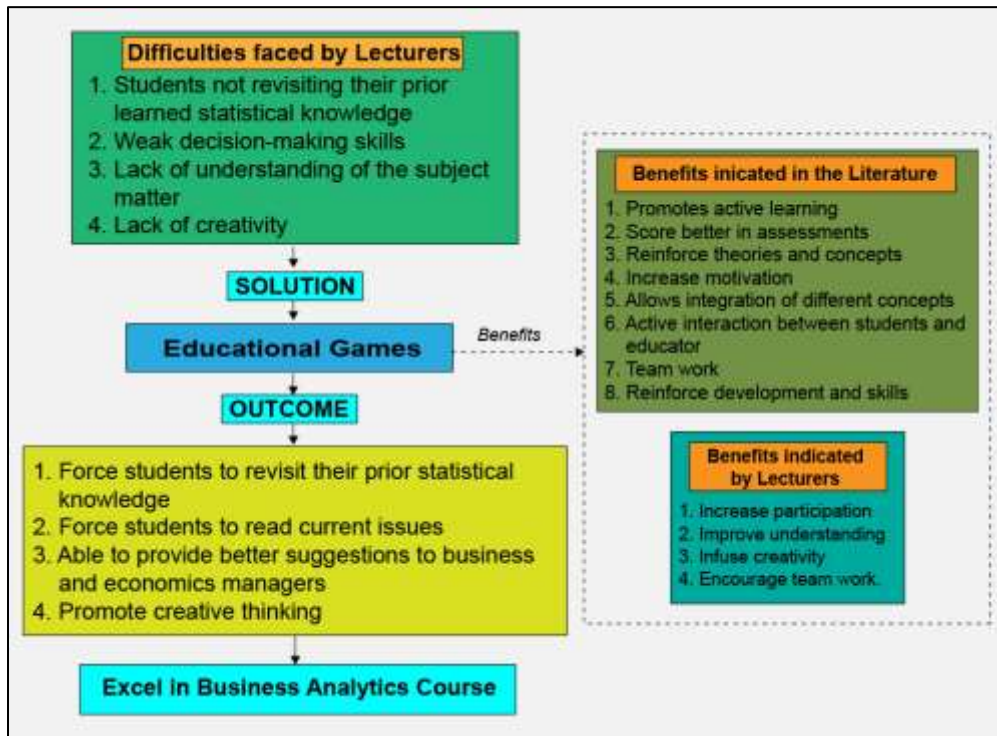 Difficulties faced by Lecturers
1. Students not revisiting their prior
learned statistical knowledge
2. Weak decision-making skills
3. Lack of understanding of the subject
matter
4. Lack of creativity
SOLUTION
Educational Games
Benefits
OUTCOME
1. Force students to revisit their prior statistical
knowledge
2. Force students to read current issues
3. Able to provide better suggestions to business
and economics managers
4. Promote creative thinking
Excel in Business Analytics Course
Benefits inicated in the Literature
1. Promotes active learning
2. Score better in assessments
3. Reinforce theories and concepts
4. Increase motivation
5. Allows integration of different concepts
6. Active interaction between students and
educator
7. Team work
8. Reinforce development and skills
Benefits indicated
by Lecturers
1. Increase participation
2. Improve understanding
3. Infuse creativity
4. Encourage team work.